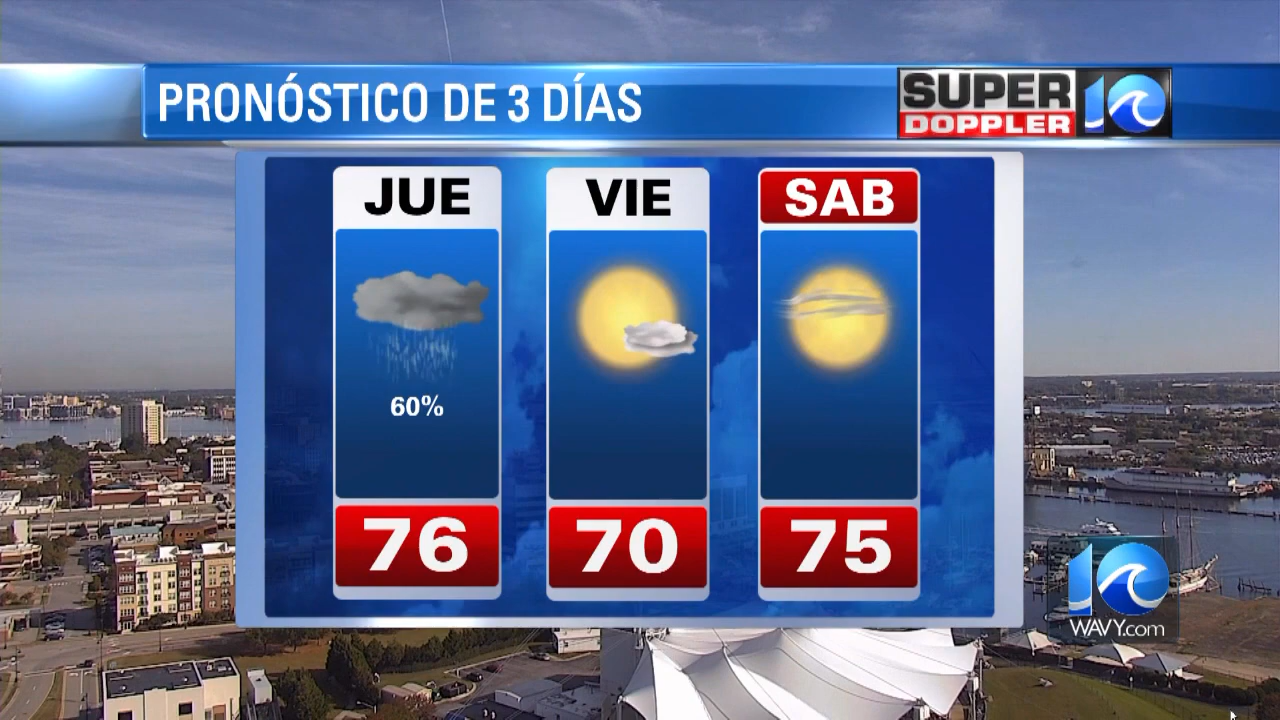 PRONÓSTICO DE 3 DÍAS
SUPER
DOPPLER
10
JUE
VIE
SAB
60%
76
70
75
10
WAVY.com